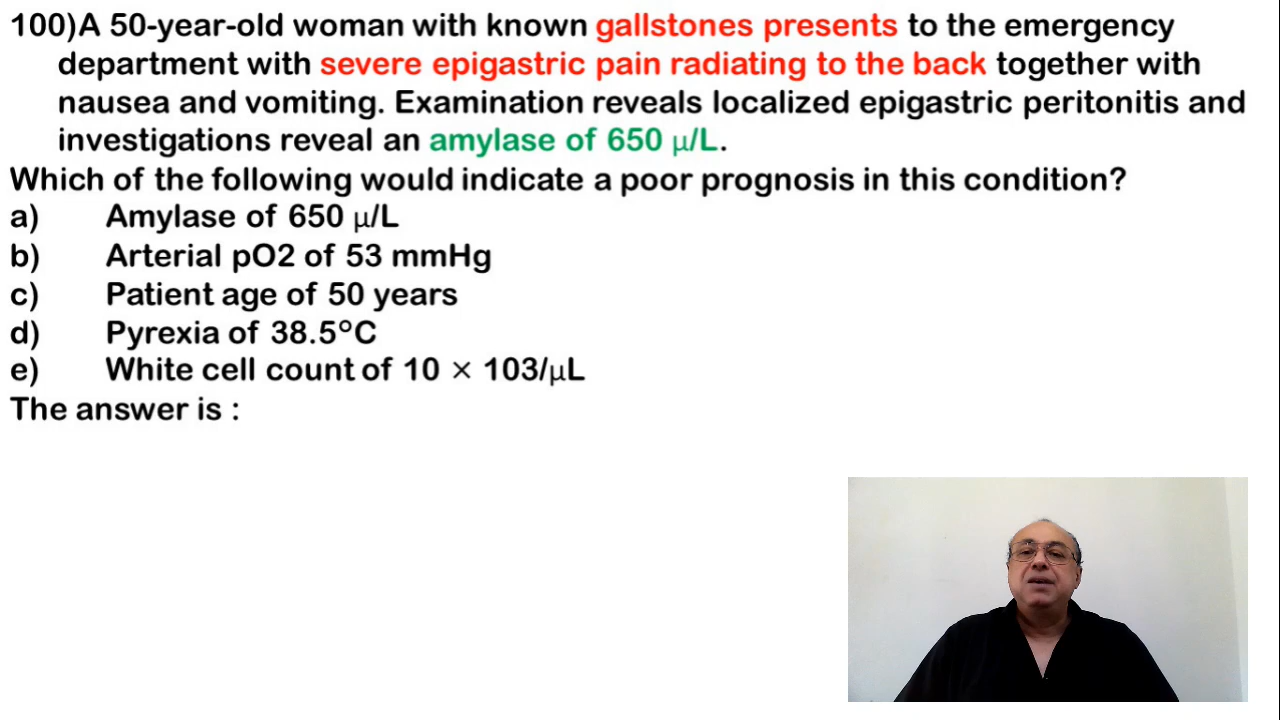 100)A 50-year-old woman with known gallstones presents to the emergency
department with severe epigastric pain radiating to the back together with
nausea and vomiting. Examination reveals localized epigastric peritonitis and
investigations reveal an amylase of 650 μ/L.
Which of the following would indicate a poor prognosis in this condition?
a) Amylase of 650 μ/L
b) Arterial pO2 of 53 mmHg
c) Patient age of 50 years
d) Pyrexia of 38.5°C
e) White cell count of 10 × 103/μL
The answer is :